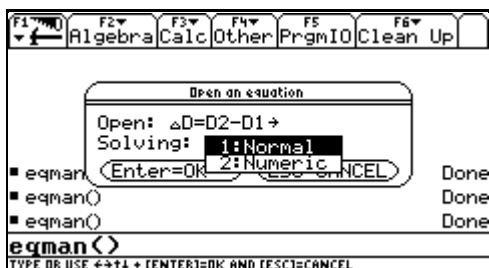 F1 F2 F3 F4 F5 F6
Algebra Calc Other PrgmIO Clean Up
Open an equation
Open: △D=D2-D1→
Solving:
1:Normal
2:Numeric
Enter=OK
CANCEL
eqman
Done
eqman() Done
eqman() Done
eqman()
TYPE OR USE ←→↑↓ + [ENTER]=OK AND [ESC]=CANCEL